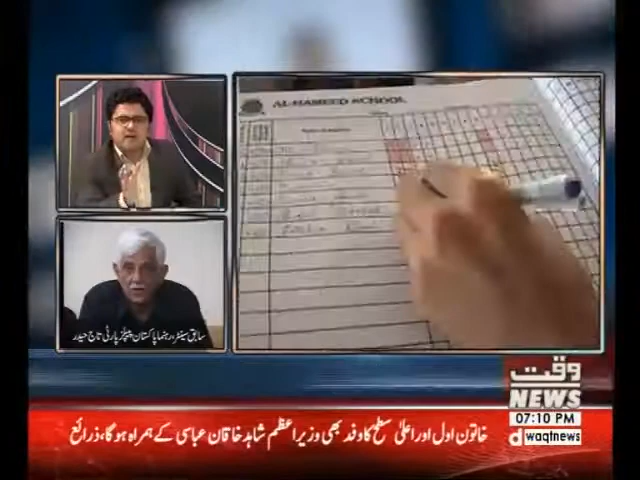 AL-HAMEED SCHOOL
سابق سینٹر، رہنما پاکستان پیپلز پارٹی تاج حیدر
وقت
NEWS
07:10 PM
waqtnews
خاتون اول اور اعلیٰ سطح کا وفد بھی وزیراعظم شاہد خاقان عباسی کے ہمراہ ہوگا، ذرائع